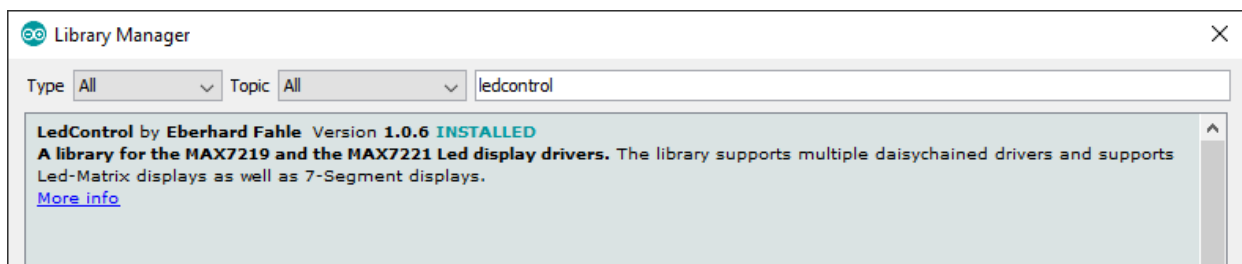 Library Manager
Type All Topic All ledcontrol
LedControl by Eberhard Fahle Version 1.0.6 INSTALLED
A library for the MAX7219 and the MAX7221 Led display drivers. The library supports multiple daisychained drivers and supports
Led-Matrix displays as well as 7-Segment displays.
More info